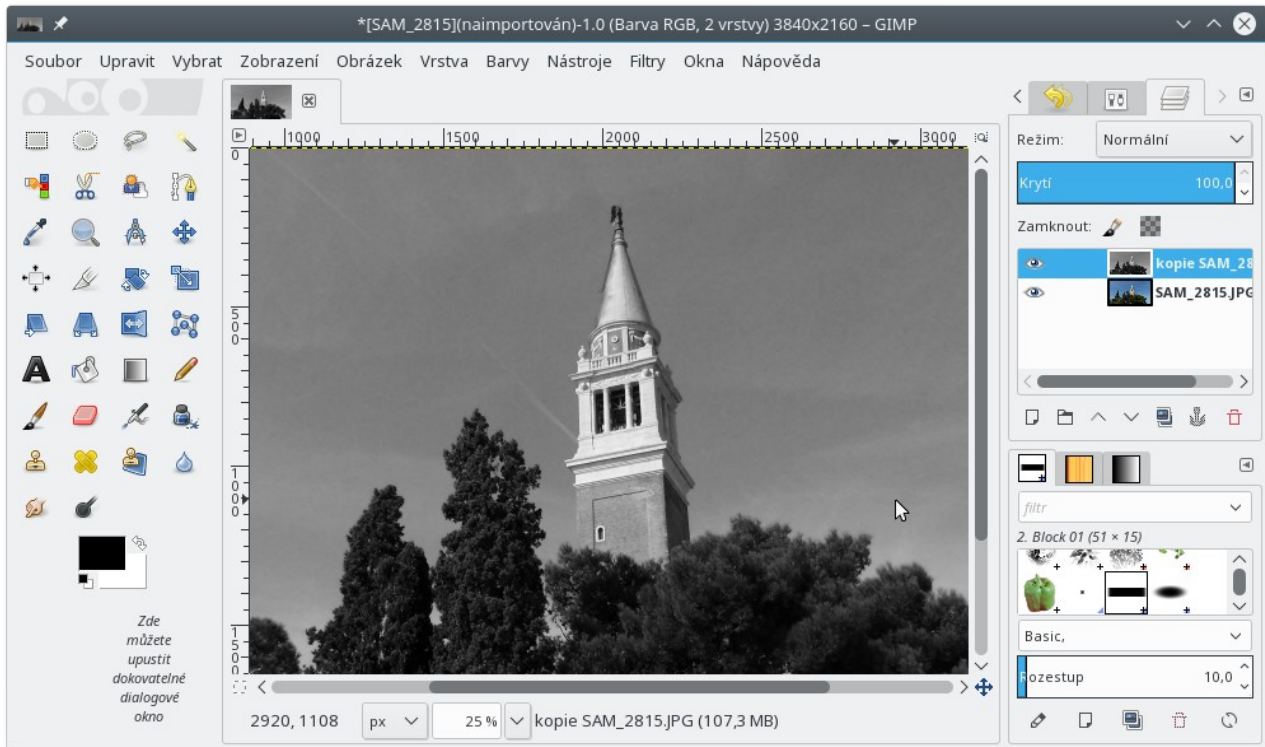 *[SAM_2815](naimportován)-1.0 (Barva RGB, 2 vrstvy) 3840x2160 – GIMP
Soubor Upravit Vybrat Zobrazení Obrázek Vrstva Barvy Nástroje Filtry Okna Nápověda
1000 1500 2000 2500 3000
0
500
1000
1500
Zde
můžete
upustit
dokovatelné
dialogové
okno
2920, 1108 px 25 % kopie SAM_2815.JPG (107,3 MB)
Režim: Normální
Krytí 100,0
Zamknout:
kopie SAM_28
SAM_2815.JPG
filtr
2. Block 01 (51 × 15)
Basic,
Rozestup 10,0